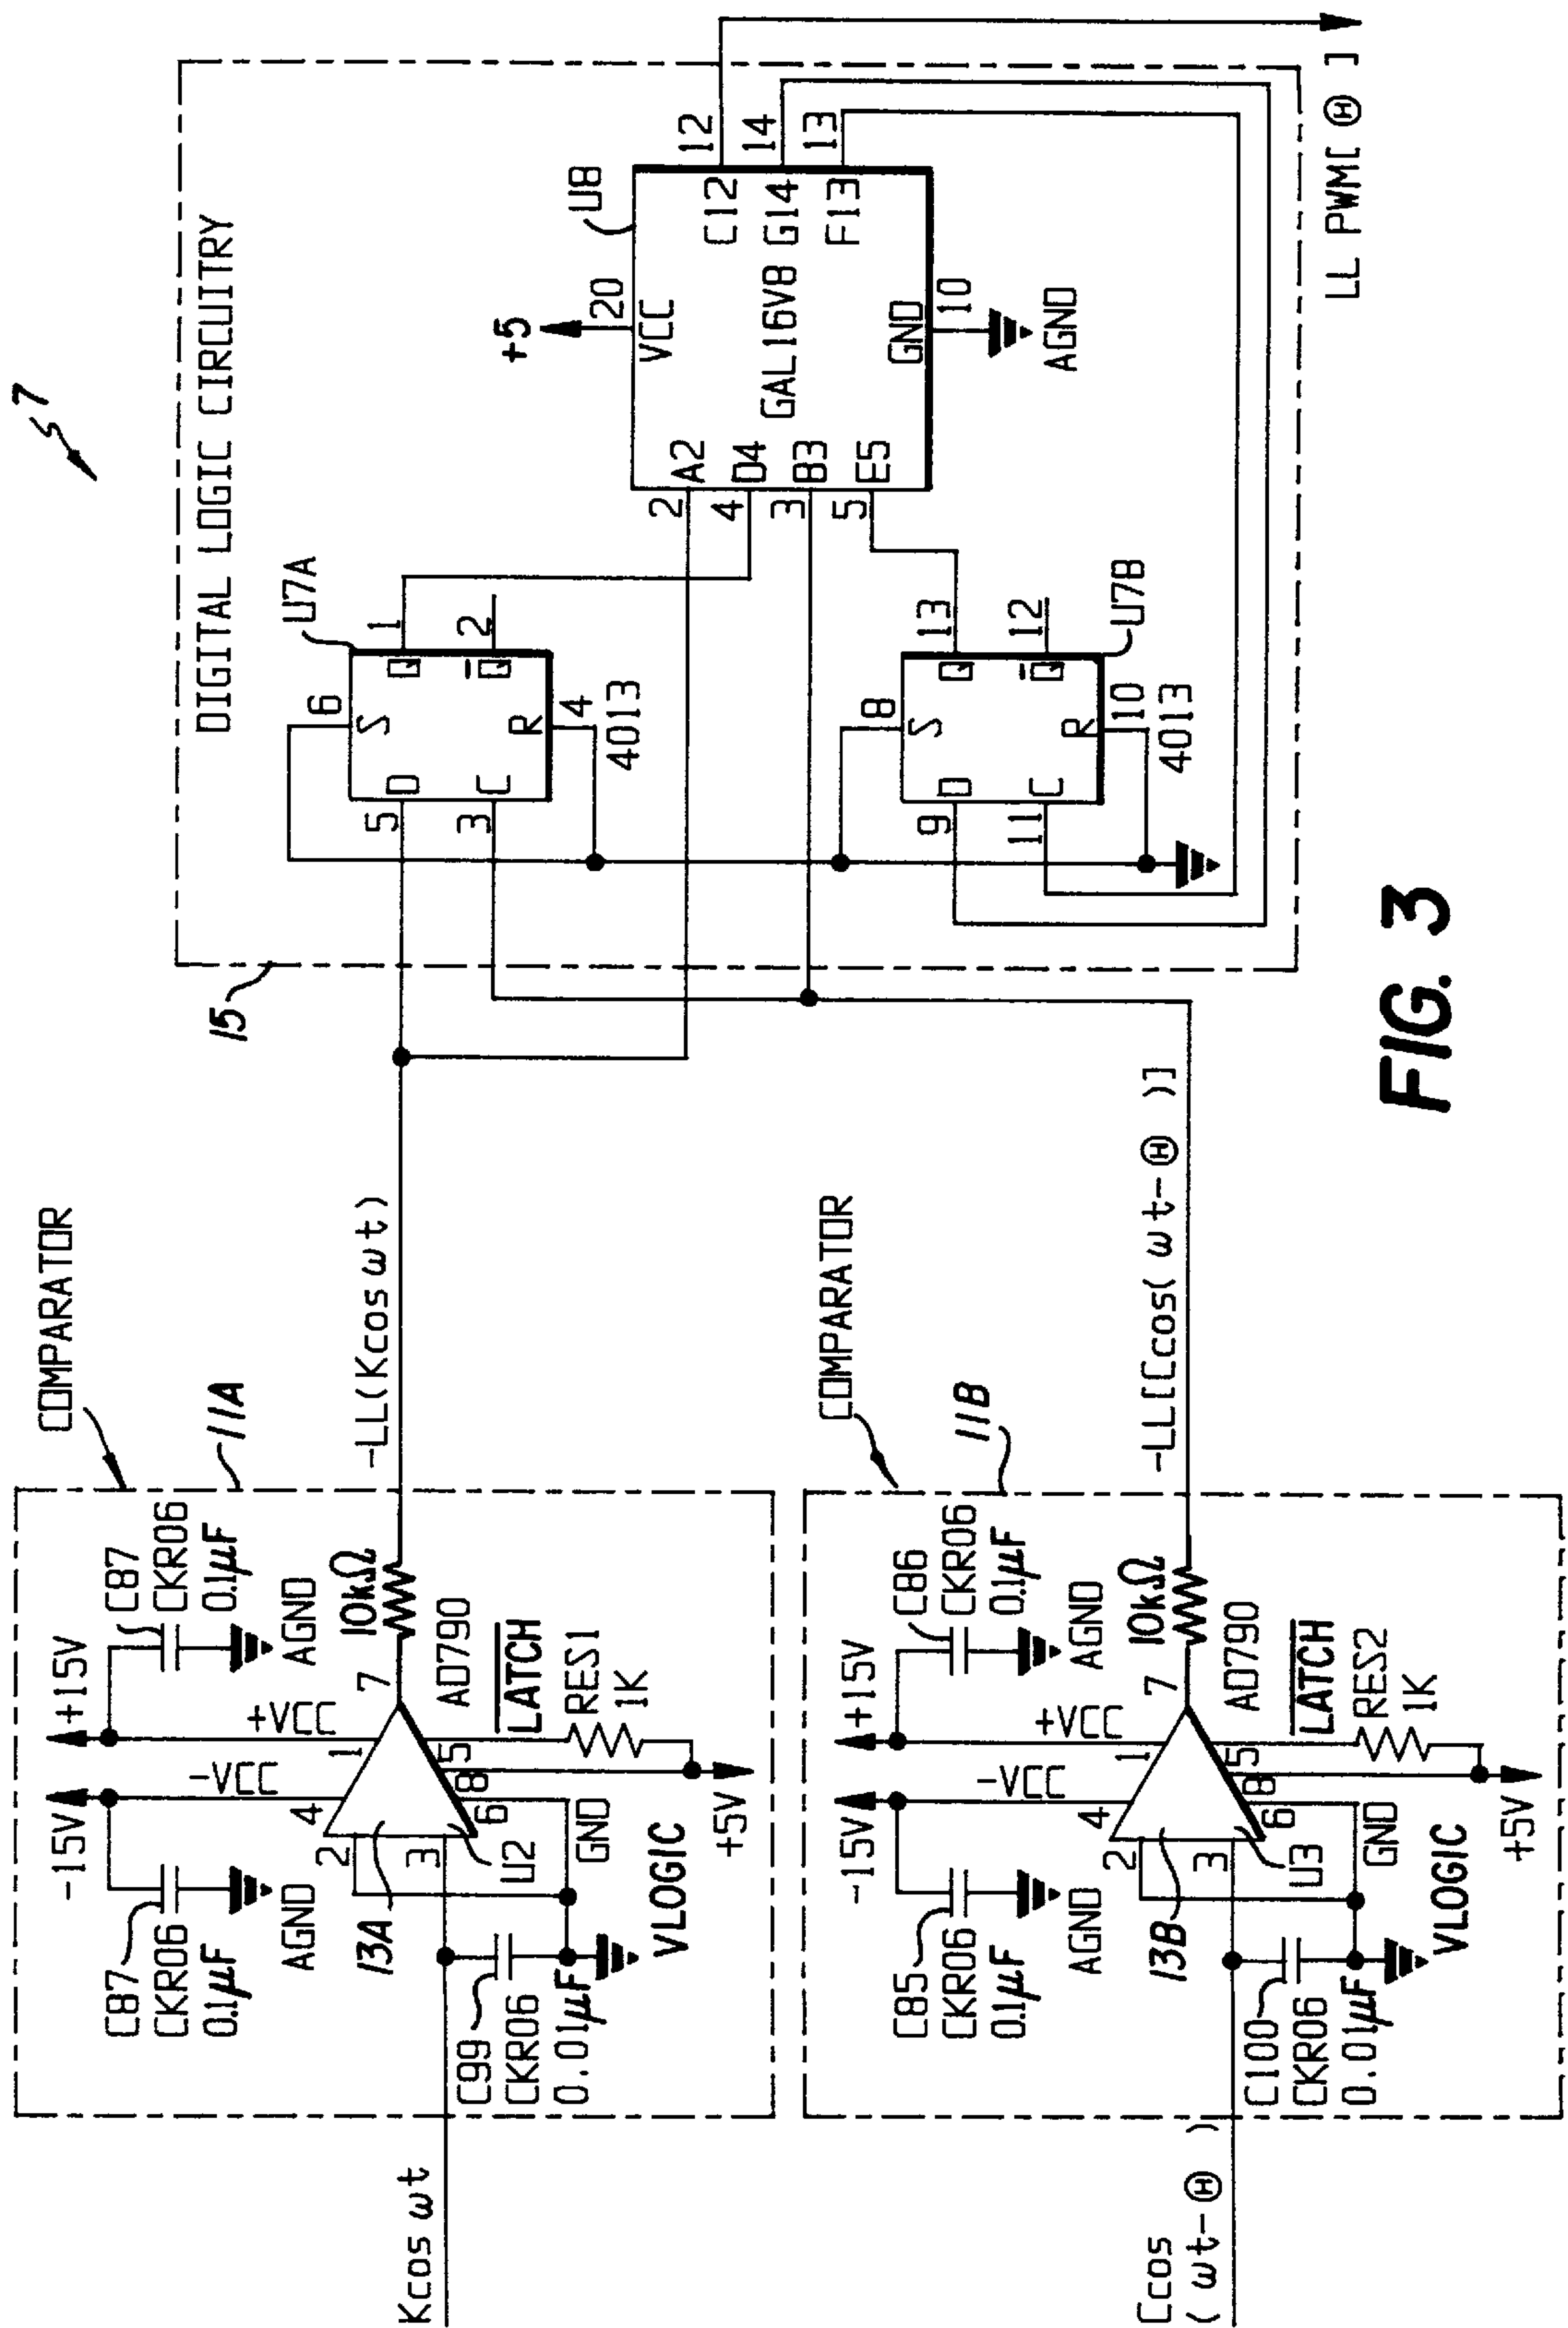 7
DIGITAL LOGIC CIRCUITRY
15
COMPARATOR
11A
-15V
+15V
C87
CKR06
0.1µF
AGND
C87
CKR06
0.1µF
AGND
-VCC
+VCC
4
1
2
3
7
10kΩ
AD790
LATCH
RES1
1K
5
8
6
U2
GND
13A
VLOGIC
+5V
C99
CKR06
0.01µF
Kcos ωt
-LL(Kcos ωt)
COMPARATOR
11B
-15V
+15V
C85
CKR06
0.1µF
AGND
C86
CKR06
0.1µF
AGND
-VCC
+VCC
4
1
2
3
7
10kΩ
AD790
LATCH
RES2
1K
5
8
6
U3
GND
13B
VLOGIC
+5V
C100
CKR06
0.01µF
Ccos
( ωt-Θ )
-LL[Ccos( ωt-Θ )]
U7A
6
S
5
D
Q
1
3
C
Q
2
R
4
4013
U7B
8
S
9
D
Q
13
11
C
Q
12
R
10
4013
+5
U8
20
VCC
2
A2
4
D4
3
B3
5
E5
GAL16V8
C12
12
G14
14
F13
13
GND
10
AGND
LL PWM[ Θ ]
FIG. 3